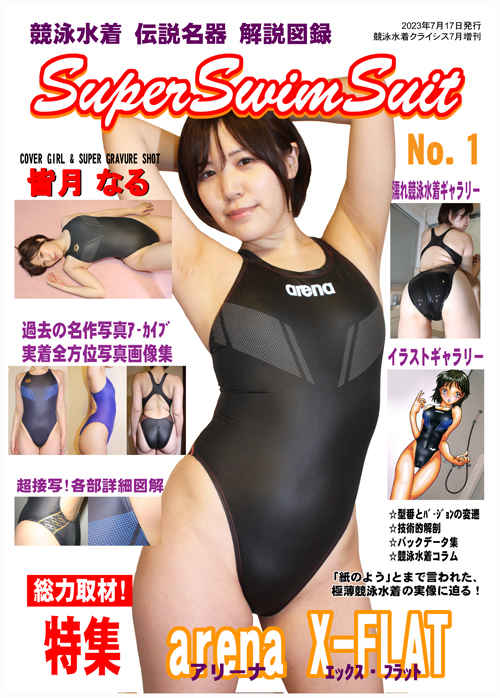 競泳水着 伝説名器 解説図録
2023年7月17日発行
競泳水着クライシス7月増刊
SuperSwimSuit
No. 1
COVER GIRL & SUPER GRAVURE SHOT
皆月 なる
濡れ競泳水着ギャラリー
arena
過去の名作写真ｱｰｶｲﾌﾞ
実着全方位写真画像集
イラストギャラリー
超接写!各部詳細図解
☆型番とﾊﾞｰｼﾞｮﾝの変遷
☆技術的解剖
☆バックデータ集
☆競泳水着コラム
「紙のよう」とまで言われた、
極薄競泳水着の実像に迫る!
総力取材!
特集
arena X-FLAT
アリーナ エックス・フラット